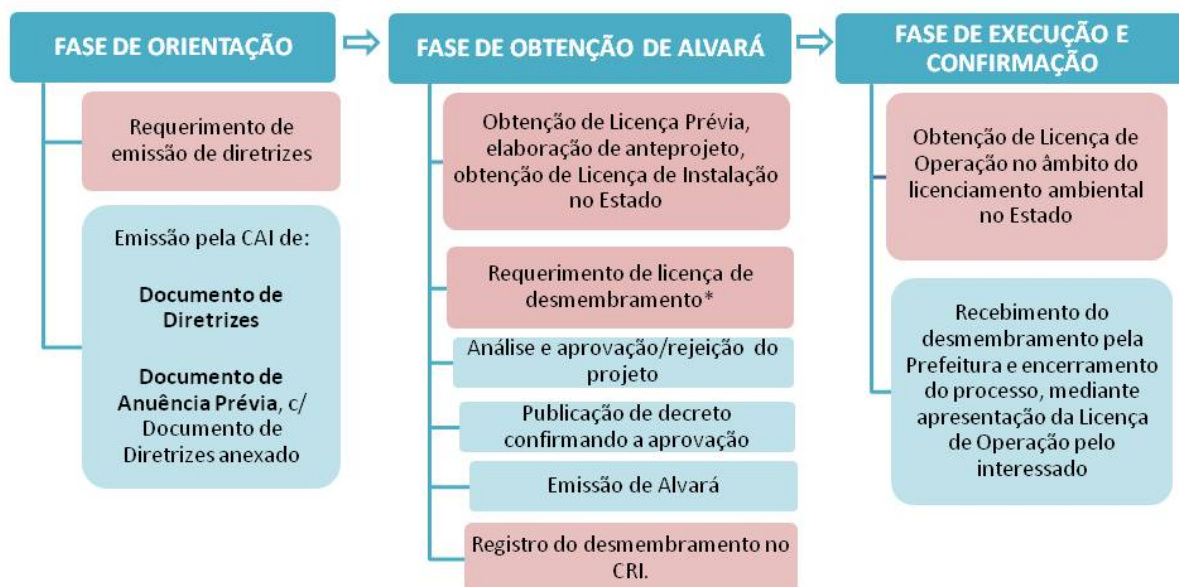 FASE DE ORIENTAÇÃO
Requerimento de
emissão de diretrizes
Emissão pela CAI de:
Documento de
Diretrizes
Documento de
Anuência Prévia, c/
Documento de
Diretrizes anexado
FASE DE OBTENÇÃO DE ALVARÁ
Obtenção de Licença Prévia,
elaboração de anteprojeto,
obtenção de Licença de Instalação
no Estado
Requerimento de licença de
desmembramento*
Análise e aprovação/rejeição do
projeto
Publicação de decreto
confirmando a aprovação
Emissão de Alvará
Registro do desmembramento no
CRI.
FASE DE EXECUÇÃO E
CONFIRMAÇÃO
Obtenção de Licença de
Operação no âmbito do
licenciamento ambiental
no Estado
Recebimento do
desmembramento pela
Prefeitura e encerramento
do processo, mediante
apresentação da Licença
de Operação pelo
interessado